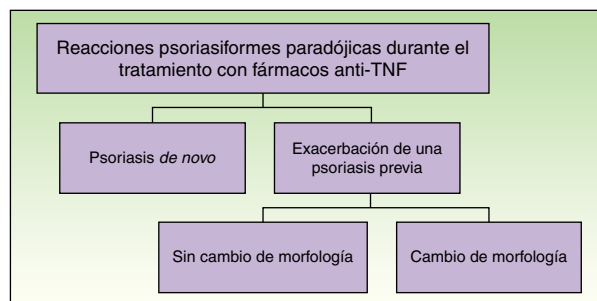 Reacciones psoriasiformes paradójicas durante el
tratamiento con fármacos anti-TNF
Psoriasis de novo
Exacerbación de una
psoriasis previa
Sin cambio de morfología
Cambio de morfología